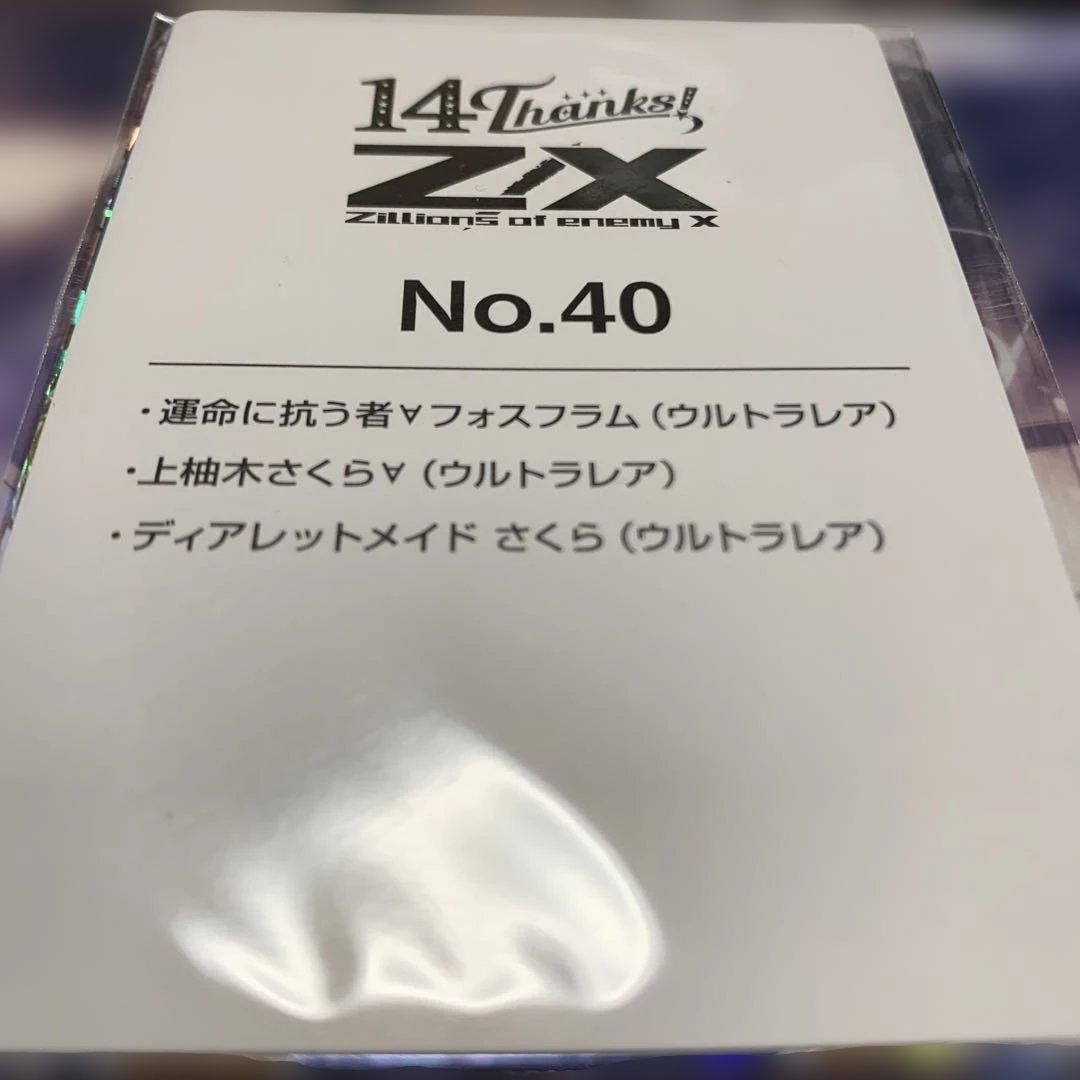 14 Thanks!
Z/X
Zillions of enemy X
No.40
・運命に抗う者∀フォスフラム（ウルトラレア）
・上柚木さくら∀（ウルトラレア）
・ディアレットメイド さくら（ウルトラレア）